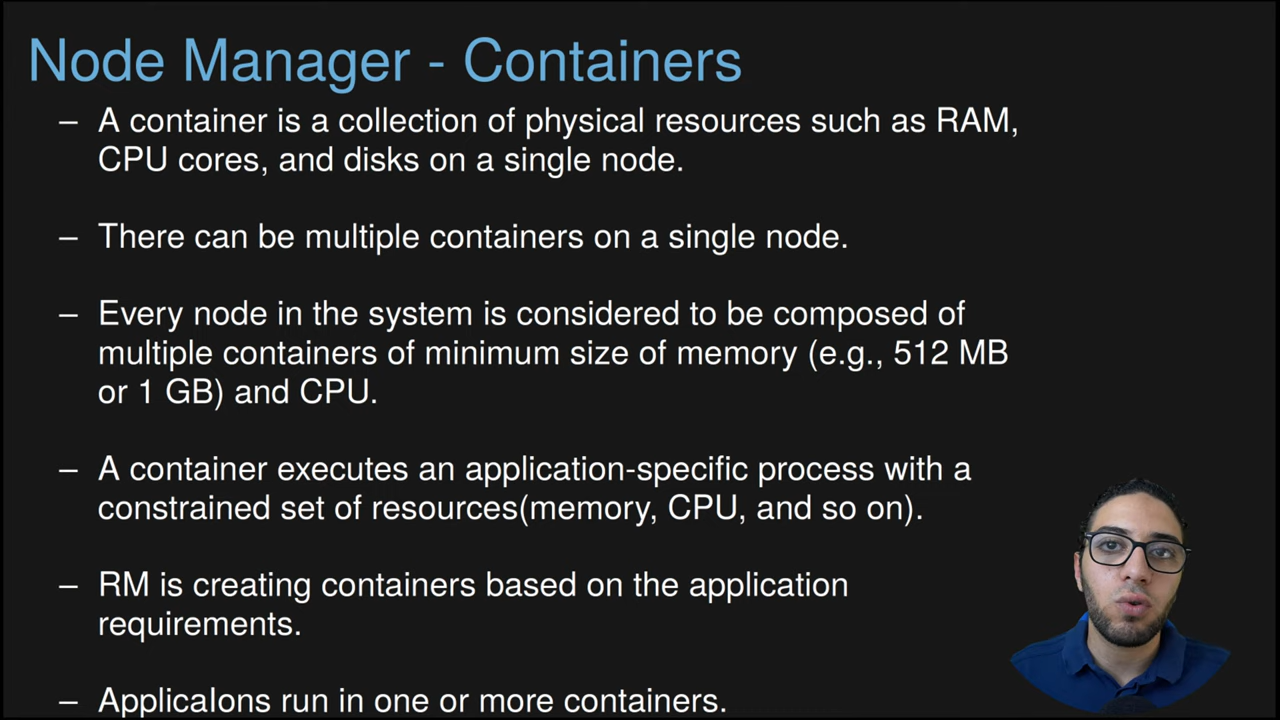 Node Manager - Containers
– A container is a collection of physical resources such as RAM,
CPU cores, and disks on a single node.
– There can be multiple containers on a single node.
– Every node in the system is considered to be composed of
multiple containers of minimum size of memory (e.g., 512 MB
or 1 GB) and CPU.
– A container executes an application-specific process with a
constrained set of resources(memory, CPU, and so on).
– RM is creating containers based on the application
requirements.
– ApplicaIons run in one or more containers.